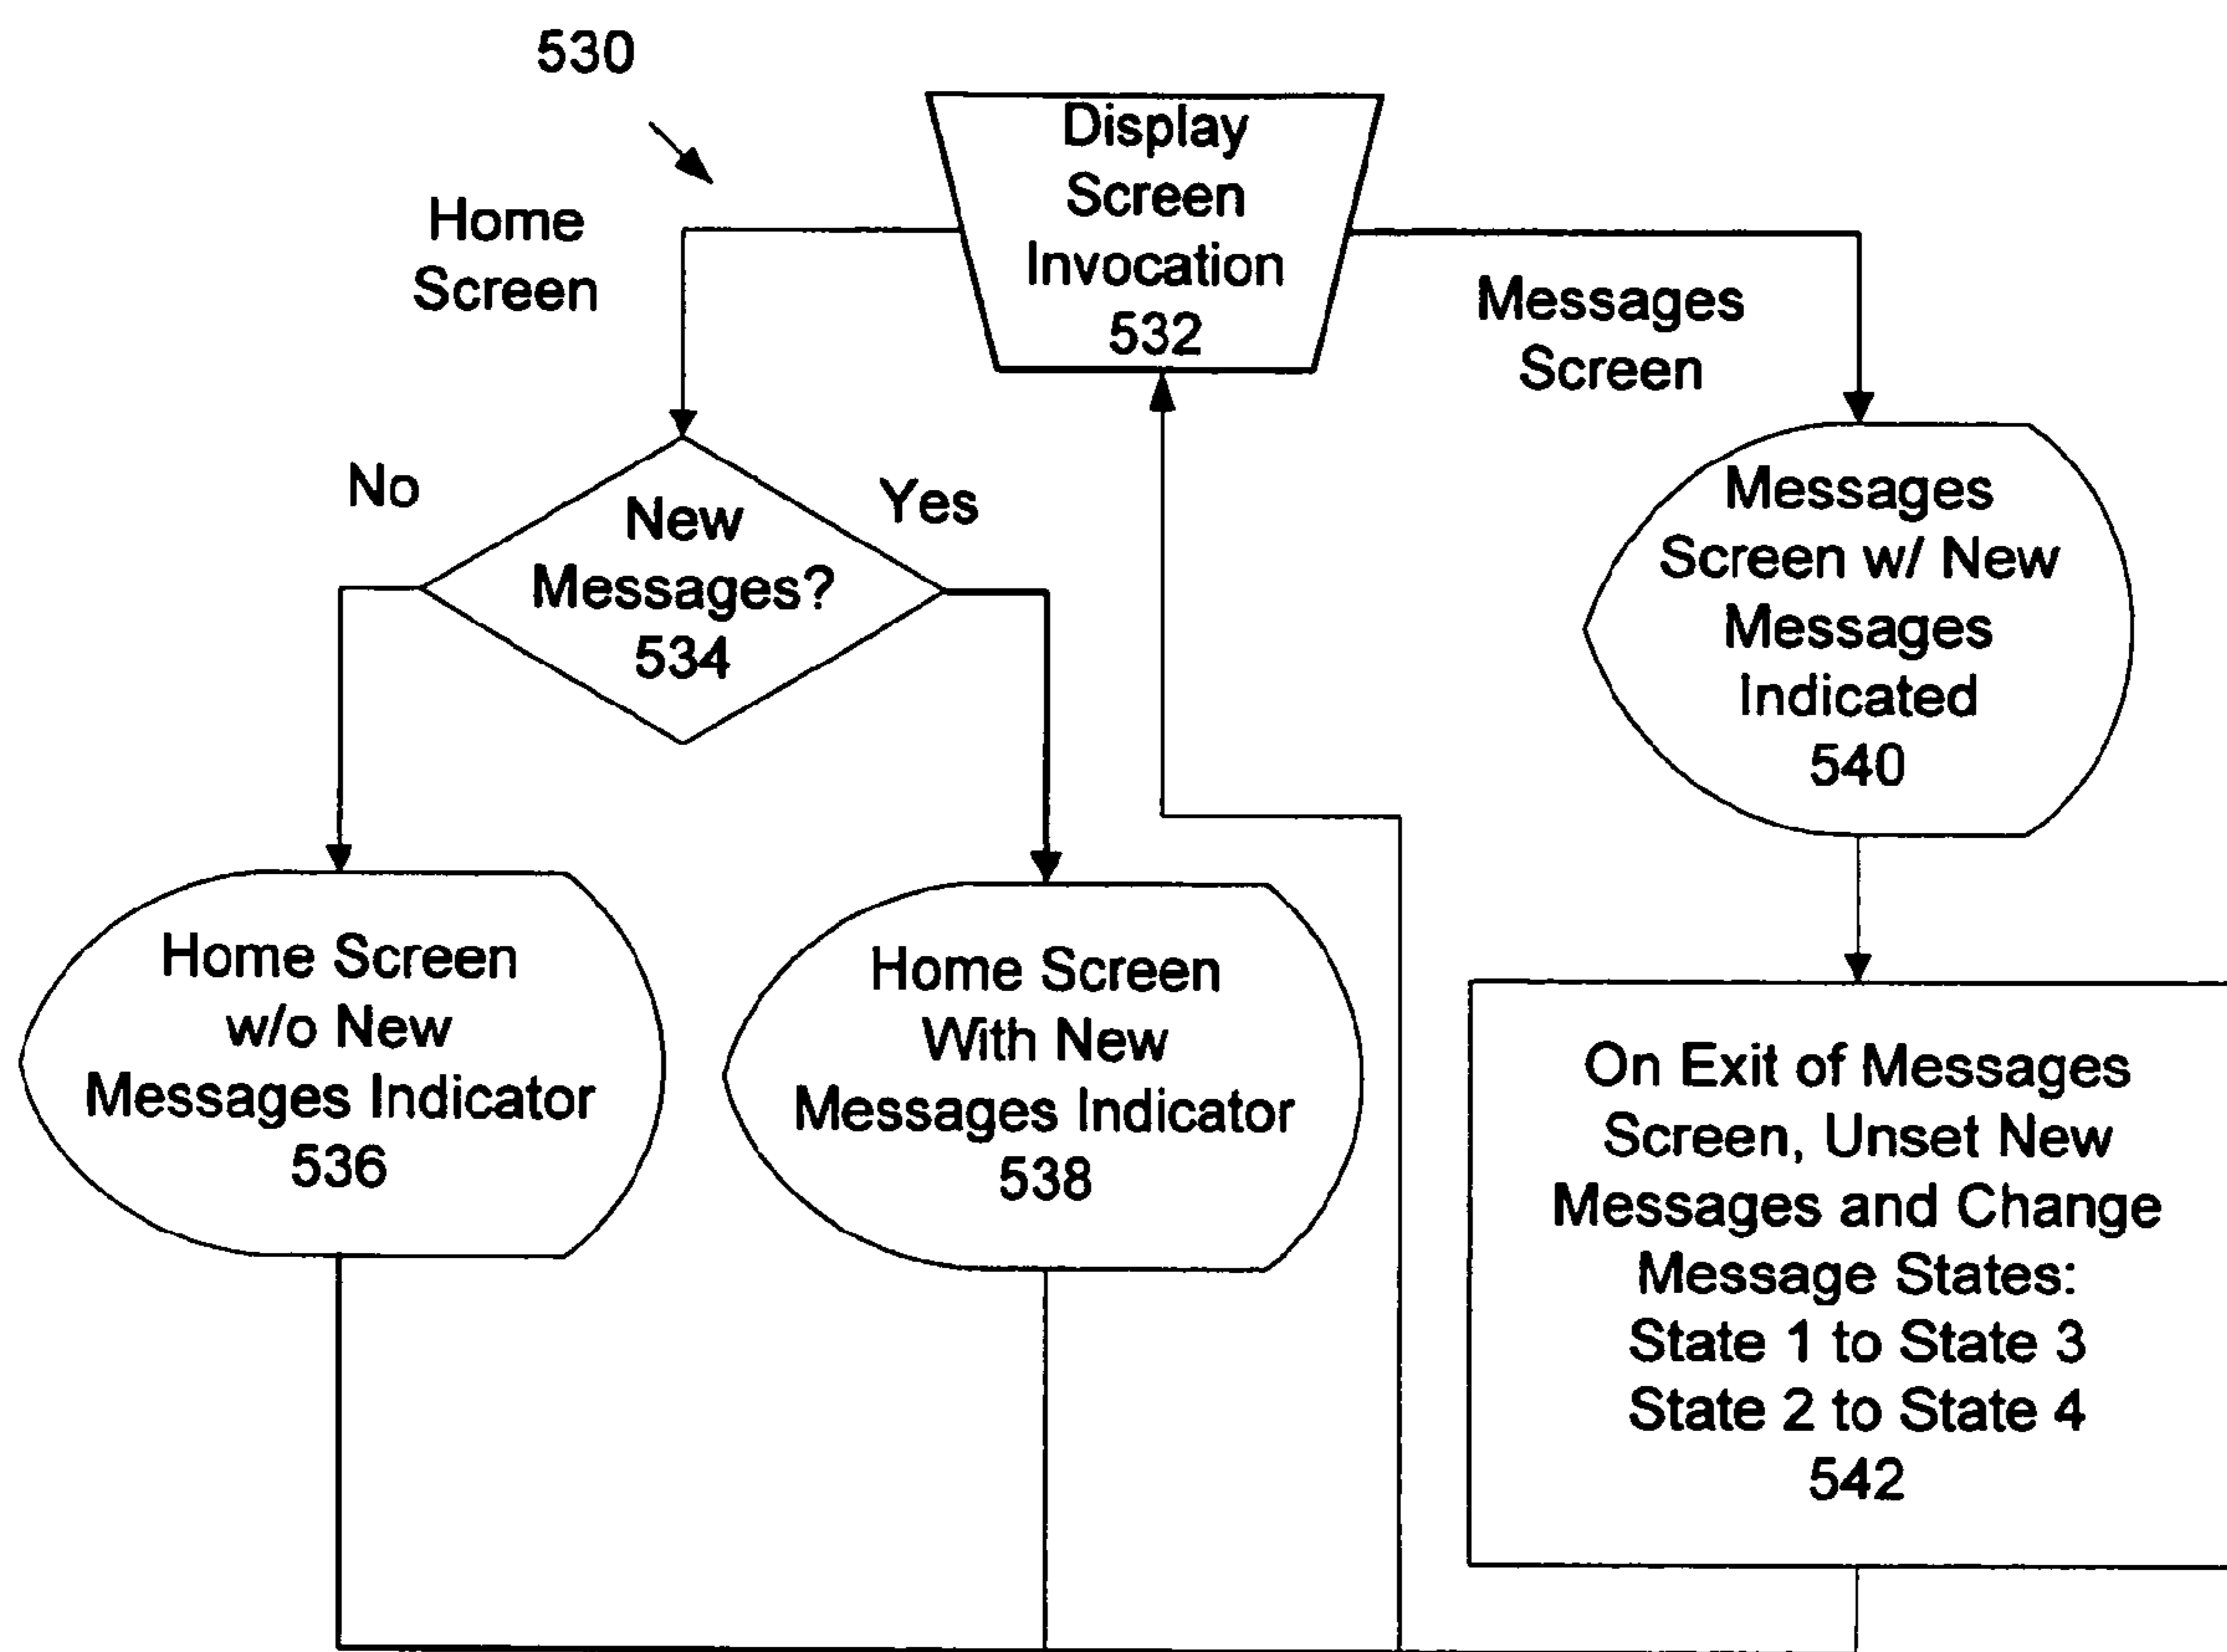 530
Display
Screen
Invocation
532
Home
Screen
Messages
Screen
No
Yes
New
Messages?
534
Messages
Screen w/ New
Messages
Indicated
540
Home Screen
w/o New
Messages Indicator
536
Home Screen
With New
Messages Indicator
538
On Exit of Messages
Screen, Unset New
Messages and Change
Message States:
State 1 to State 3
State 2 to State 4
542